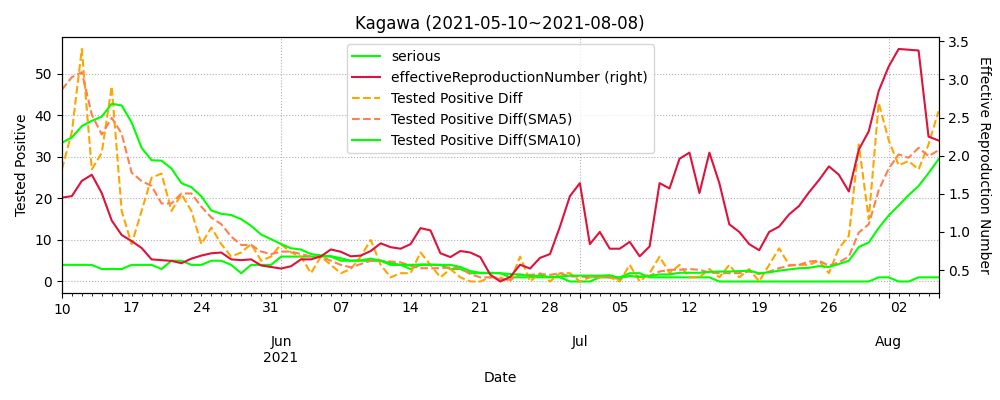 Kagawa (2021-05-10~2021-08-08)
serious
effectiveReproductionNumber (right)
Tested Positive Diff
Tested Positive Diff(SMA5)
Tested Positive Diff(SMA10)
Tested Positive
50
40
30
20
10
0
3.5
3.0
2.5
2.0
1.5
1.0
0.5
Effective Reproduction Number
10 17 24 31 07 14 21 28 05 12 19 26 02
Jun Jul Aug
2021
Date